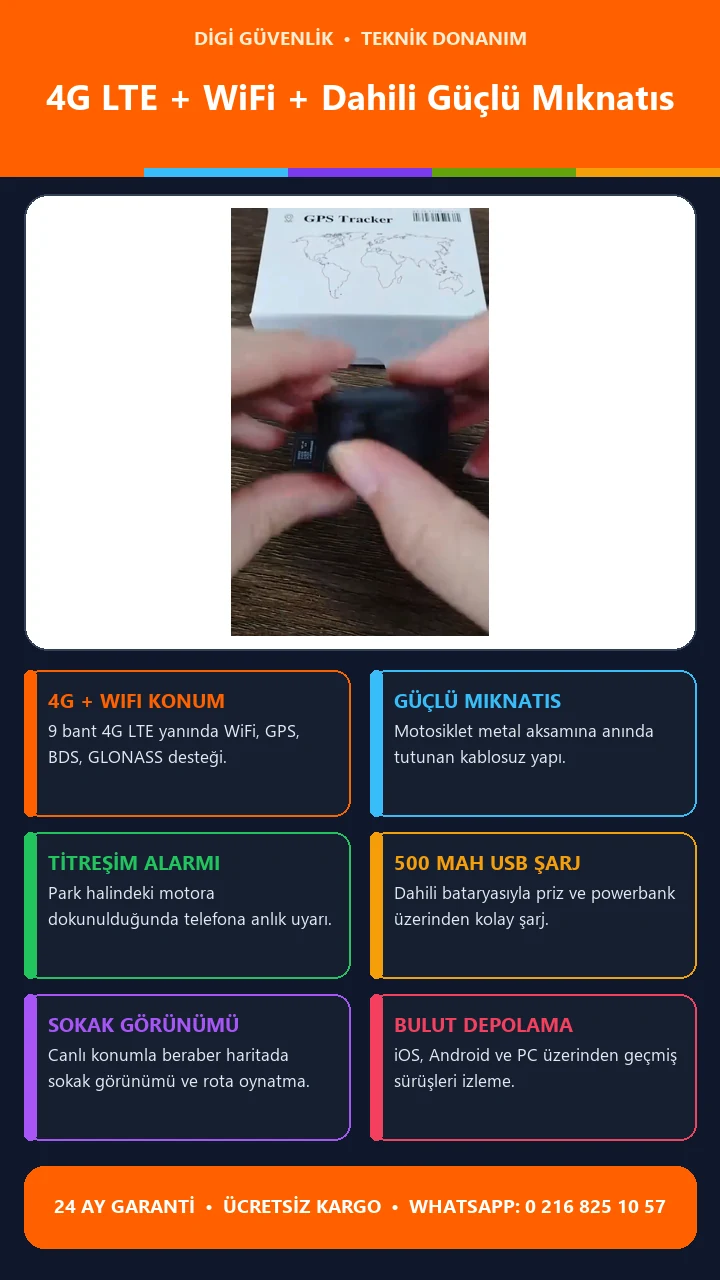 DİGİ GÜVENLİK • TEKNİK DONANIM
4G LTE + WiFi + Dahili Güçlü Mıknatıs
GPS Tracker
4G + WIFI KONUM
9 bant 4G LTE yanında WiFi, GPS,
BDS, GLONASS desteği.
GÜÇLÜ MIKNATIS
Motosiklet metal aksamına anında
tutunan kablosuz yapı.
TİTREŞİM ALARMI
Park halindeki motora
dokunulduğunda telefona anlık uyarı.
500 MAH USB ŞARJ
Dahili bataryasıyla priz ve powerbank
üzerinden kolay şarj.
SOKAK GÖRÜNÜMÜ
Canlı konumla beraber haritada
sokak görünümü ve rota oynatma.
BULUT DEPOLAMA
iOS, Android ve PC üzerinden geçmiş
sürüşleri izleme.
24 AY GARANTİ • ÜCRETSİZ KARGO • WHATSAPP: 0 216 825 10 57